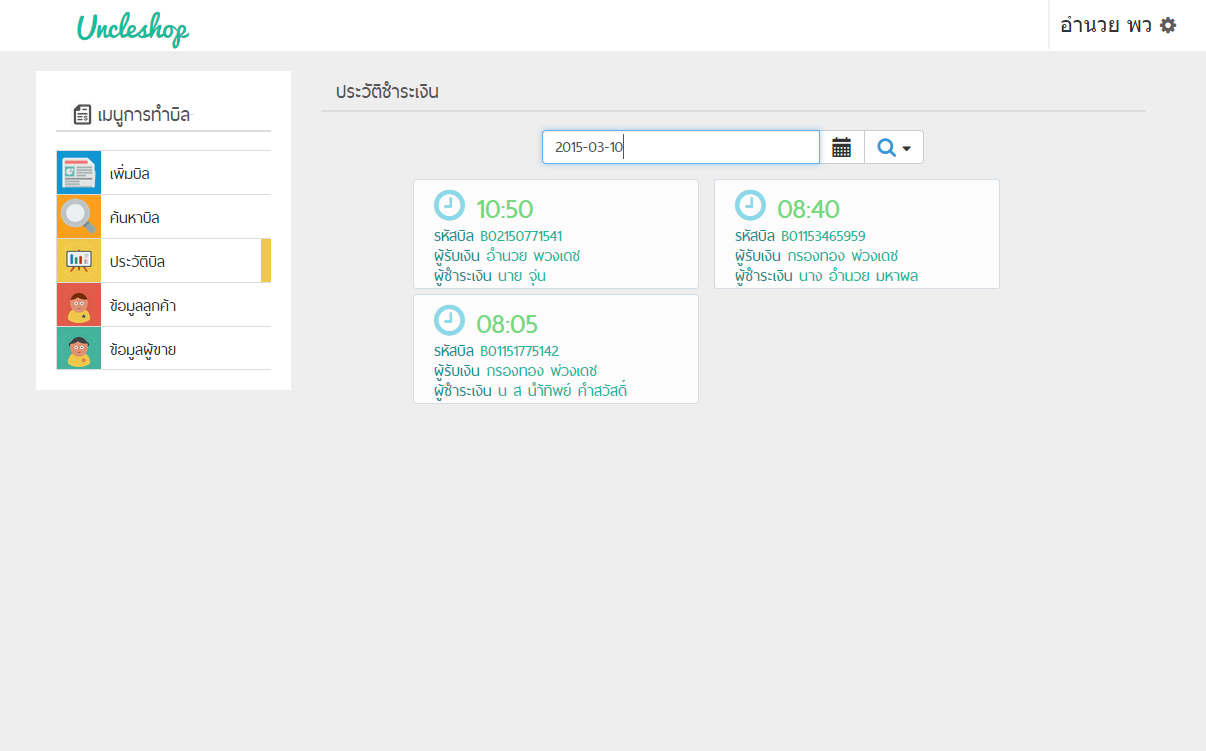 Uncleshop
อำนวย พว
เมนูการทำบิล
เพิ่มบิล
ค้นหาบิล
ประวัติบิล
ข้อมูลลูกค้า
ข้อมูลผู้ขาย
ประวัติชำระเงิน
2015-03-10
10:50
รหัสบิล B02150771541
ผู้รับเงิน อำนวย พวงเดช
ผู้ชำระเงิน นาย จุ่น
08:40
รหัสบิล B01153465959
ผู้รับเงิน กรองทอง พ่วงเดช
ผู้ชำระเงิน นาง อำนวย มหาผล
08:05
รหัสบิล B01151775142
ผู้รับเงิน กรองทอง พ่วงเดช
ผู้ชำระเงิน น ส นำ้ทิพย์ คำสวัสดิ์